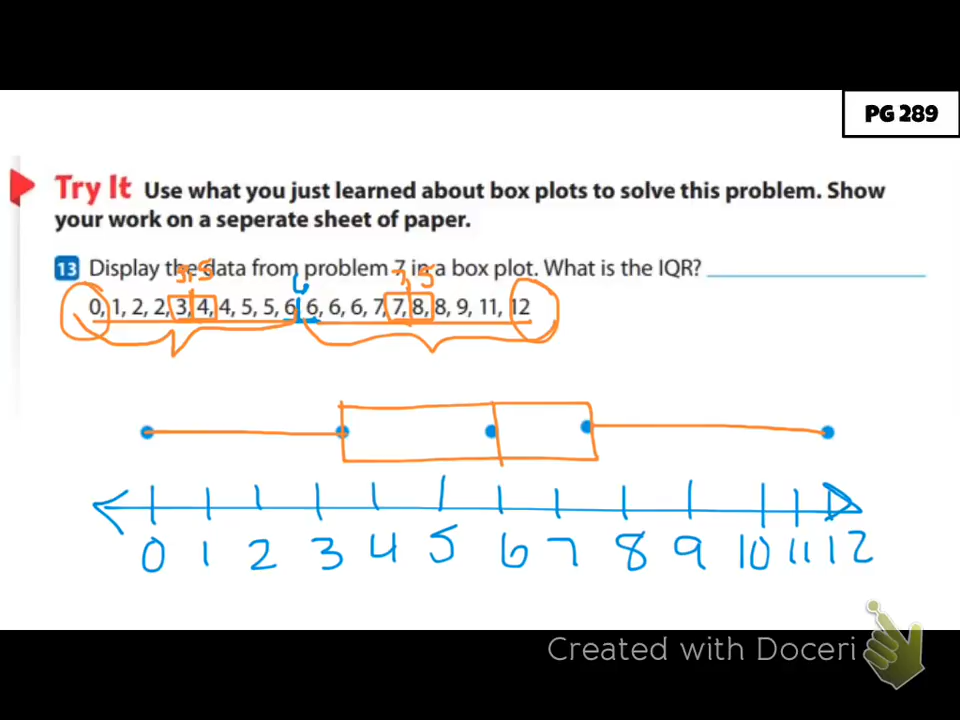 PG 289
Try It Use what you just learned about box plots to solve this problem. Show
your work on a seperate sheet of paper.
13 Display the data from problem 7 in a box plot. What is the IQR?
3.5 6 7.5
0, 1, 2, 2, 3, 4, 4, 5, 5, 6, 6, 6, 6, 7, 7, 8, 8, 9, 11, 12
0 1 2 3 4 5 6 7 8 9 10 11 12
Created with Doceri